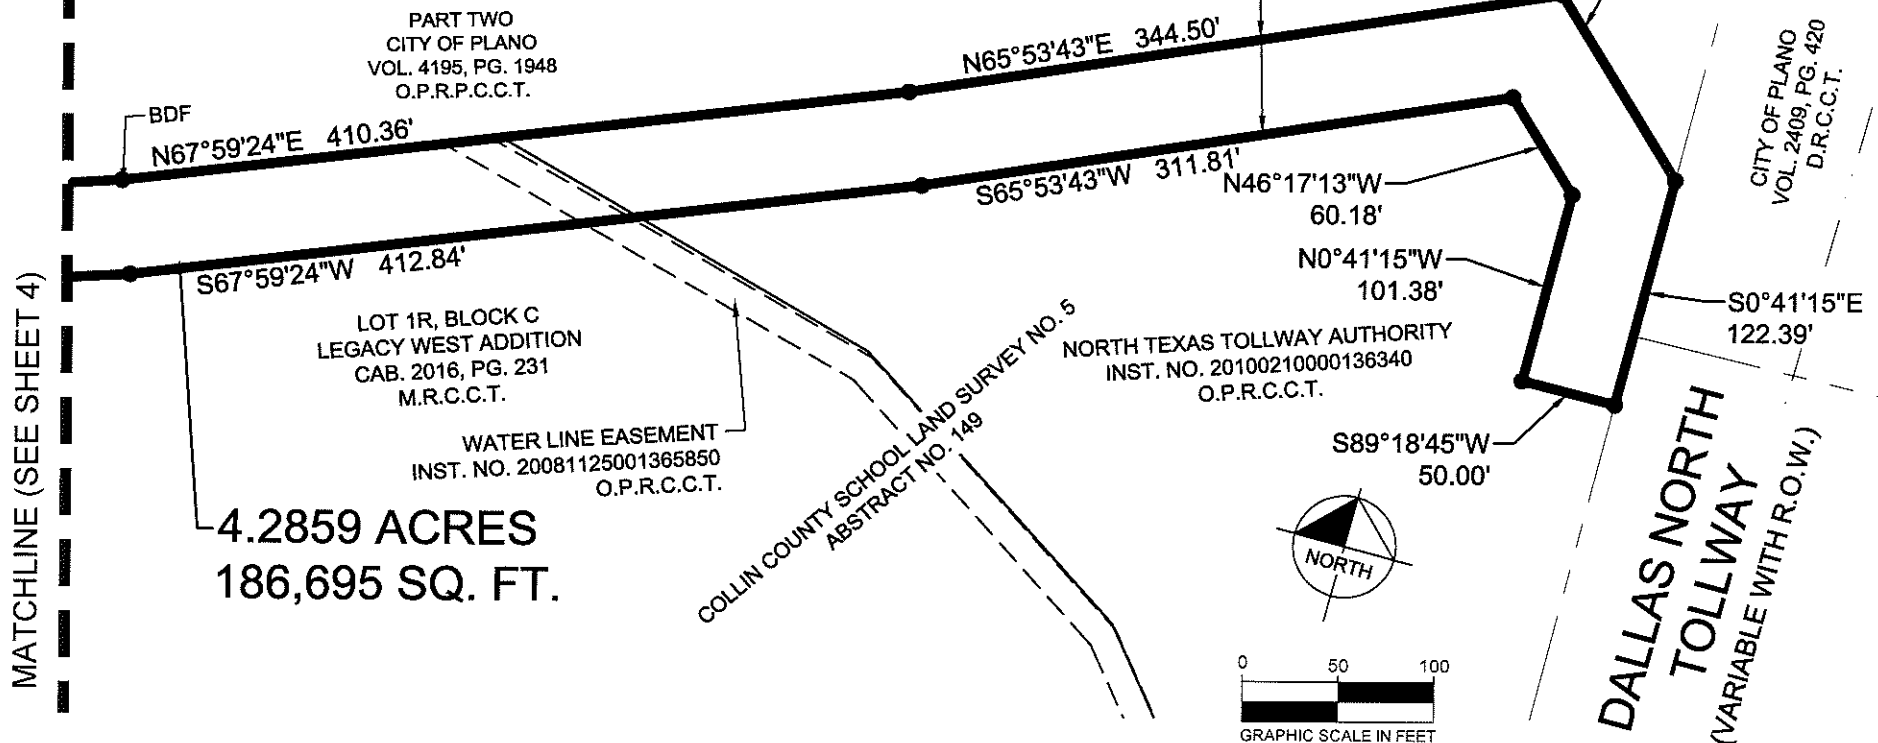 PART TWO
CITY OF PLANO
VOL. 4195, PG. 1948
O.P.R.P.C.C.T.
BDF
N67°59'24"E 410.36'
N65°53'43"E 344.50'
CITY OF PLANO
VOL. 2409, PG. 420
D.R.C.C.T.
S65°53'43"W 311.81'
N46°17'13"W
60.18'
N0°41'15"W
101.38'
S0°41'15"E
122.39'
S67°59'24"W 412.84'
MATCHLINE (SEE SHEET 4)
LOT 1R, BLOCK C
LEGACY WEST ADDITION
CAB. 2016, PG. 231
M.R.C.C.T.
NORTH TEXAS TOLLWAY AUTHORITY
INST. NO. 20100210000136340
O.P.R.C.C.T.
WATER LINE EASEMENT
INST. NO. 20081125001365850
O.P.R.C.C.T.
COLLIN COUNTY SCHOOL LAND SURVEY NO. 5
ABSTRACT NO. 149
S89°18'45"W
50.00'
4.2859 ACRES
186,695 SQ. FT.
NORTH
DALLAS NORTH
TOLLWAY
(VARIABLE WITH R.O.W.)
0 50 100
GRAPHIC SCALE IN FEET